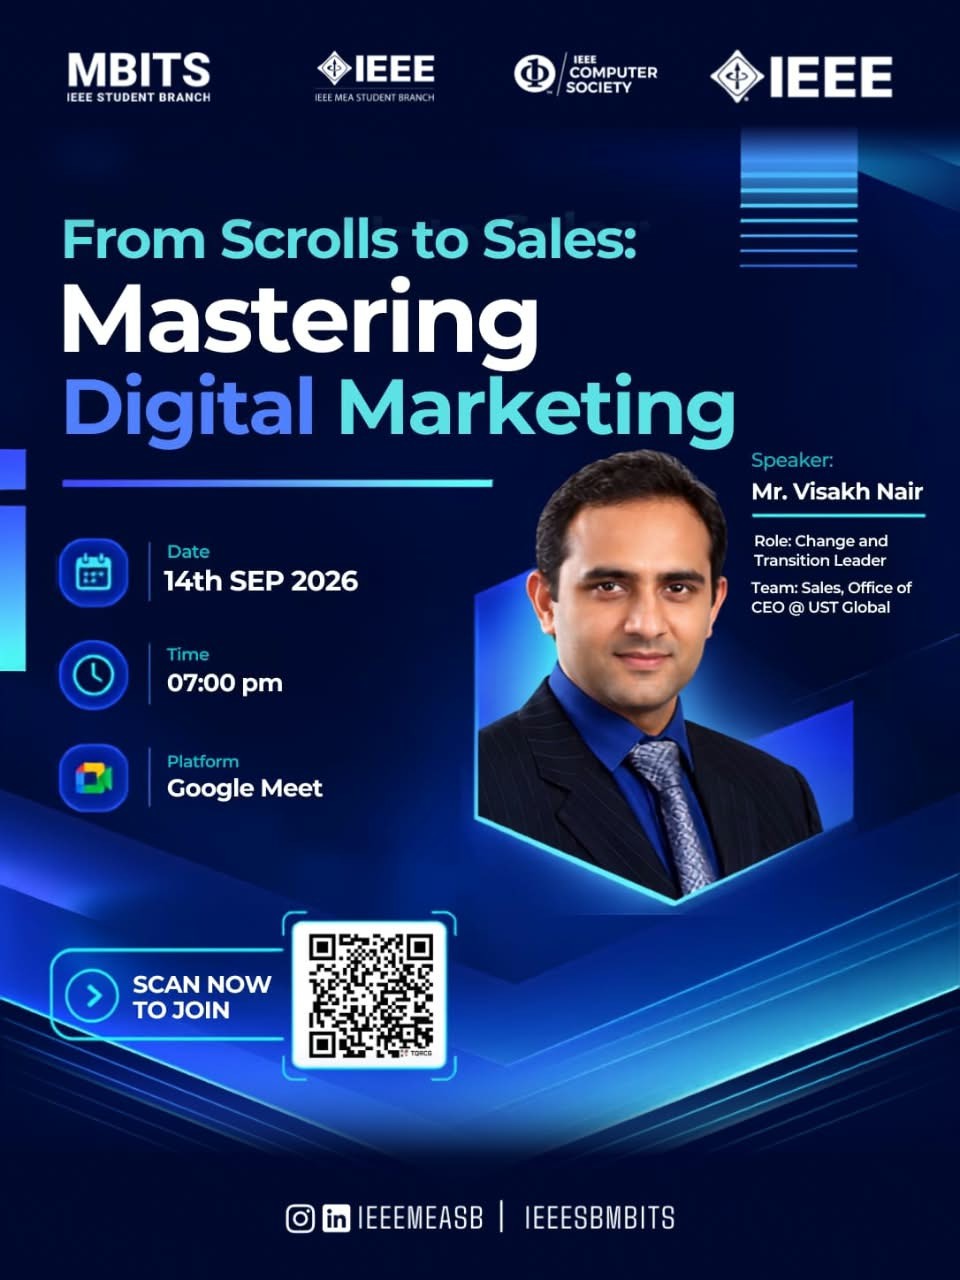 MBITS
IEEE STUDENT BRANCH
IEEE
IEEE MEA STUDENT BRANCH
IEEE
COMPUTER
SOCIETY
IEEE
From Scrolls to Sales:
Mastering
Digital Marketing
Speaker:
Mr. Visakh Nair
Role: Change and
Transition Leader
Team: Sales, Office of
CEO @ UST Global
Date
14th SEP 2026
Time
07:00 pm
Platform
Google Meet
SCAN NOW
TO JOIN
TQRCG
IEEEMEASB | IEEESBMBITS